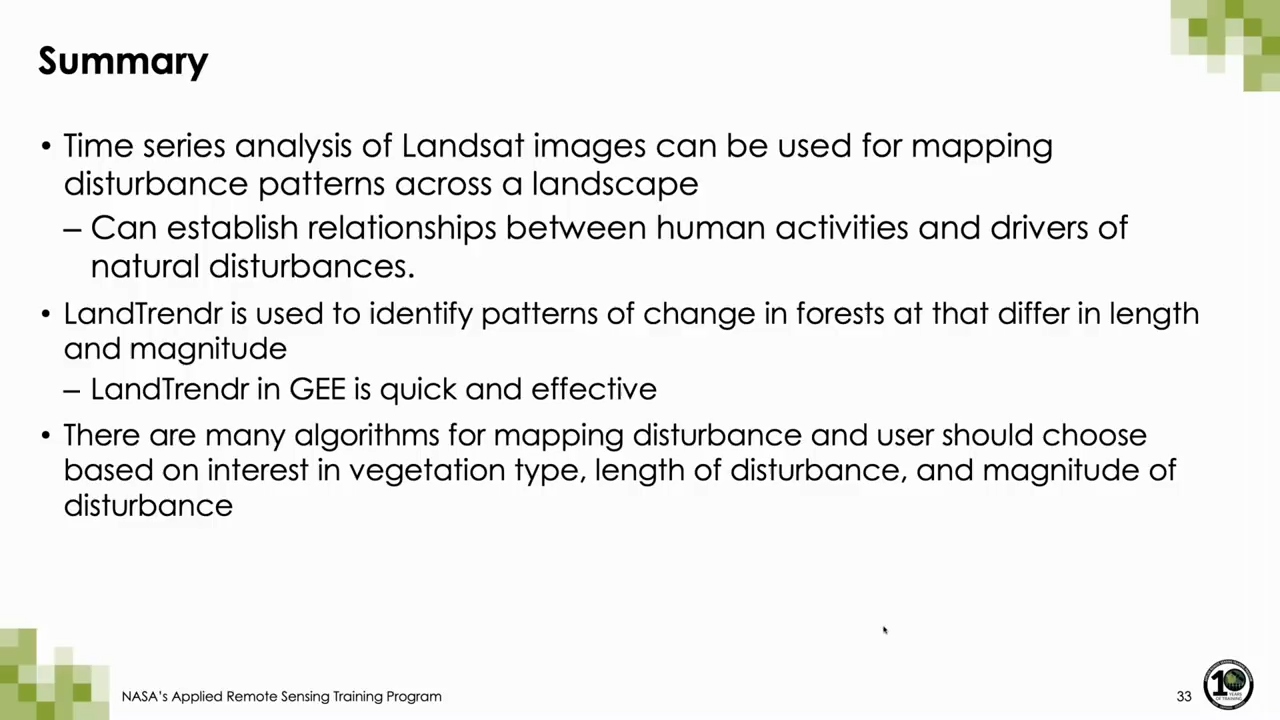 Summary
• Time series analysis of Landsat images can be used for mapping
disturbance patterns across a landscape
– Can establish relationships between human activities and drivers of
natural disturbances.
• LandTrendr is used to identify patterns of change in forests at that differ in length
and magnitude
– LandTrendr in GEE is quick and effective
• There are many algorithms for mapping disturbance and user should choose
based on interest in vegetation type, length of disturbance, and magnitude of
disturbance
NASA's Applied Remote Sensing Training Program
33
10
YEARS
OF TRAINING